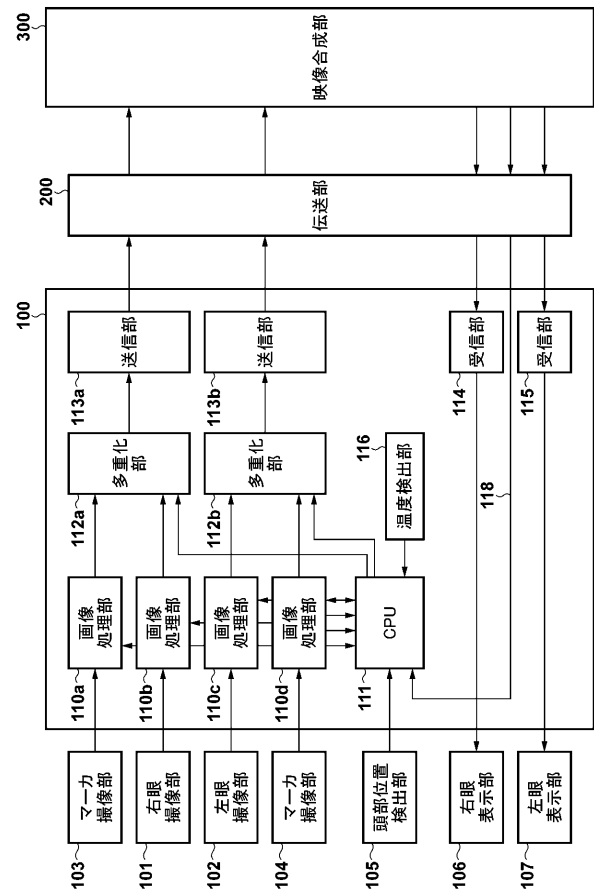 103
マーカ
撮像部
101
右眼
撮像部
102
左眼
撮像部
104
マーカ
撮像部
105
頭部位置
検出部
106
右眼
表示部
107
左眼
表示部
100
110a
画像
処理部
110b
画像
処理部
110c
画像
処理部
110d
画像
処理部
111
CPU
112a
多重化
部
112b
多重化
部
116
温度検出部
118
113a
送信部
113b
送信部
114
受信部
115
受信部
200
伝送部
300
映像合成部